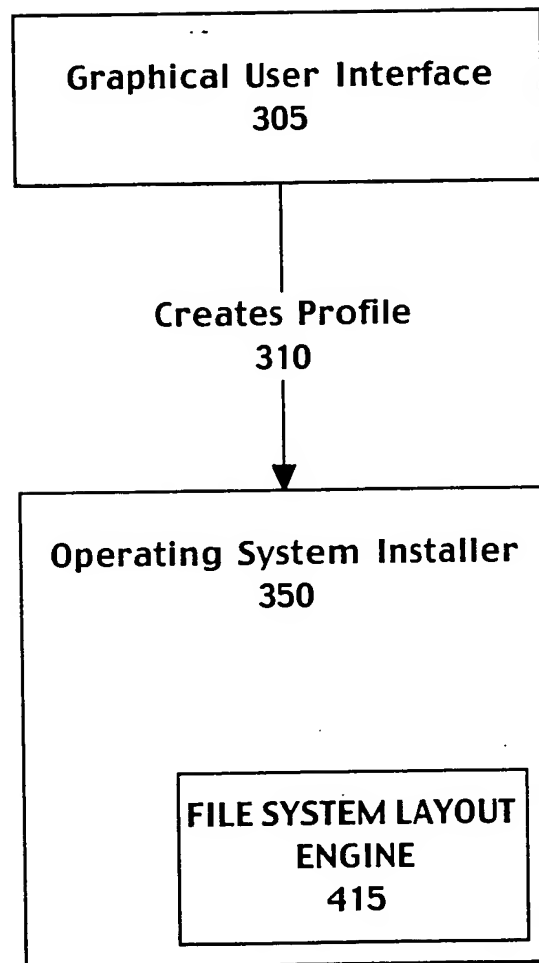 Graphical User Interface
305
Creates Profile
310
Operating System Installer
350
FILE SYSTEM LAYOUT
ENGINE
415